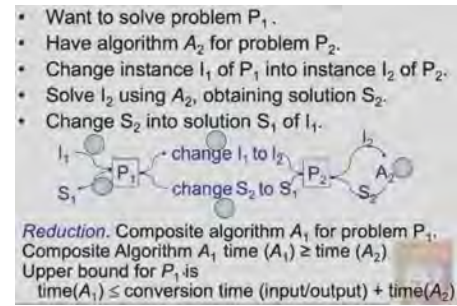 • Want to solve problem P₁.
• Have algorithm A₂ for problem P₂.
• Change instance I₁ of P₁ into instance I₂ of P₂.
• Solve I₂ using A₂, obtaining solution S₂.
• Change S₂ into solution S₁ of I₁.
I₁ change I₁ to I₂ I₂
P₁ P₂ A₂
S₁ change S₂ to S₁ S₂
Reduction. Composite algorithm A₁ for problem P₁.
Composite Algorithm A₁ time (A₁) ≥ time (A₂)
Upper bound for P₁ is
time(A₁) ≤ conversion time (input/output) + time(A₂)